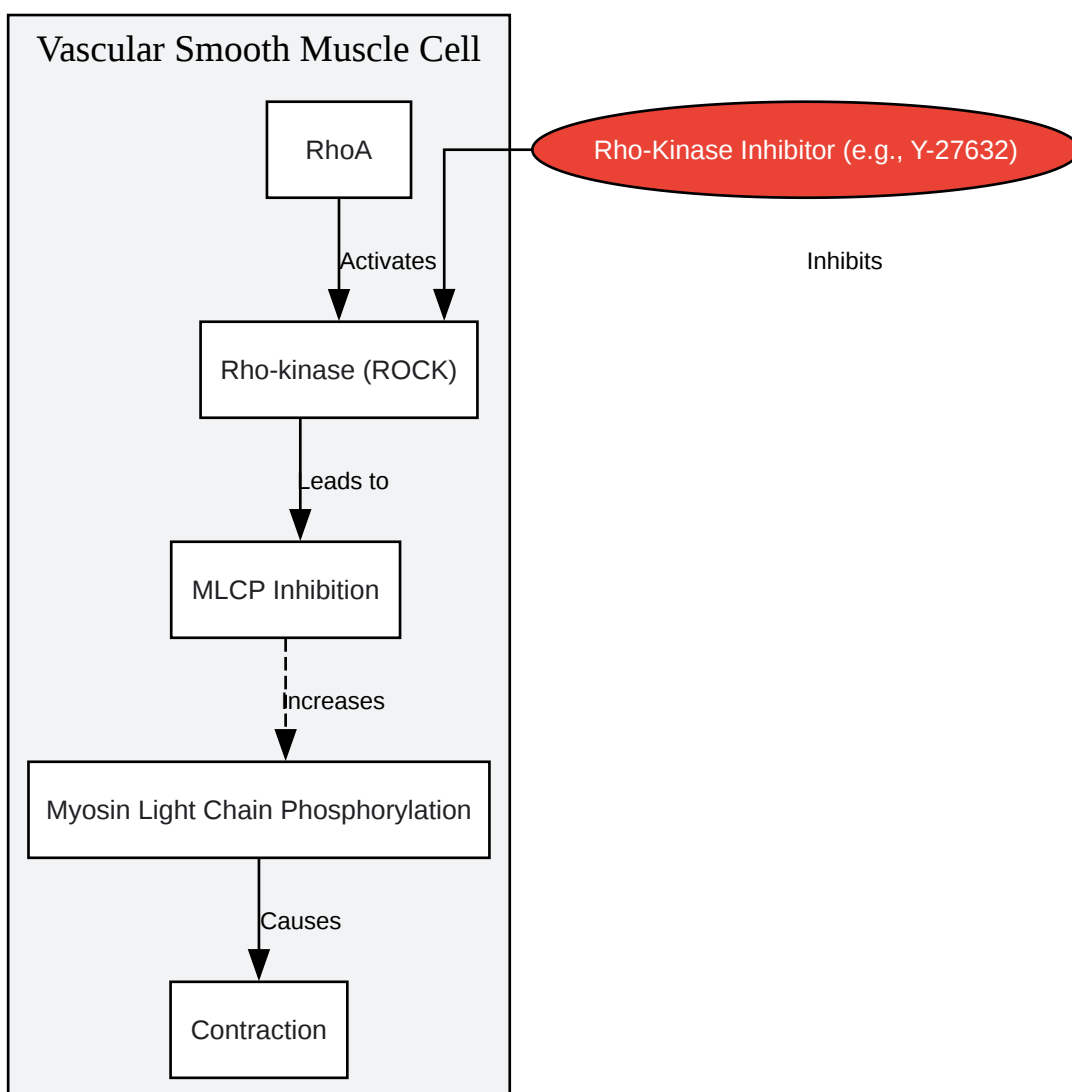 Vascular Smooth Muscle Cell
RhoA
Rho-Kinase Inhibitor (e.g., Y-27632)
Activates
Inhibits
Rho-kinase (ROCK)
Leads to
MLCP Inhibition
Increases
Myosin Light Chain Phosphorylation
Causes
Contraction